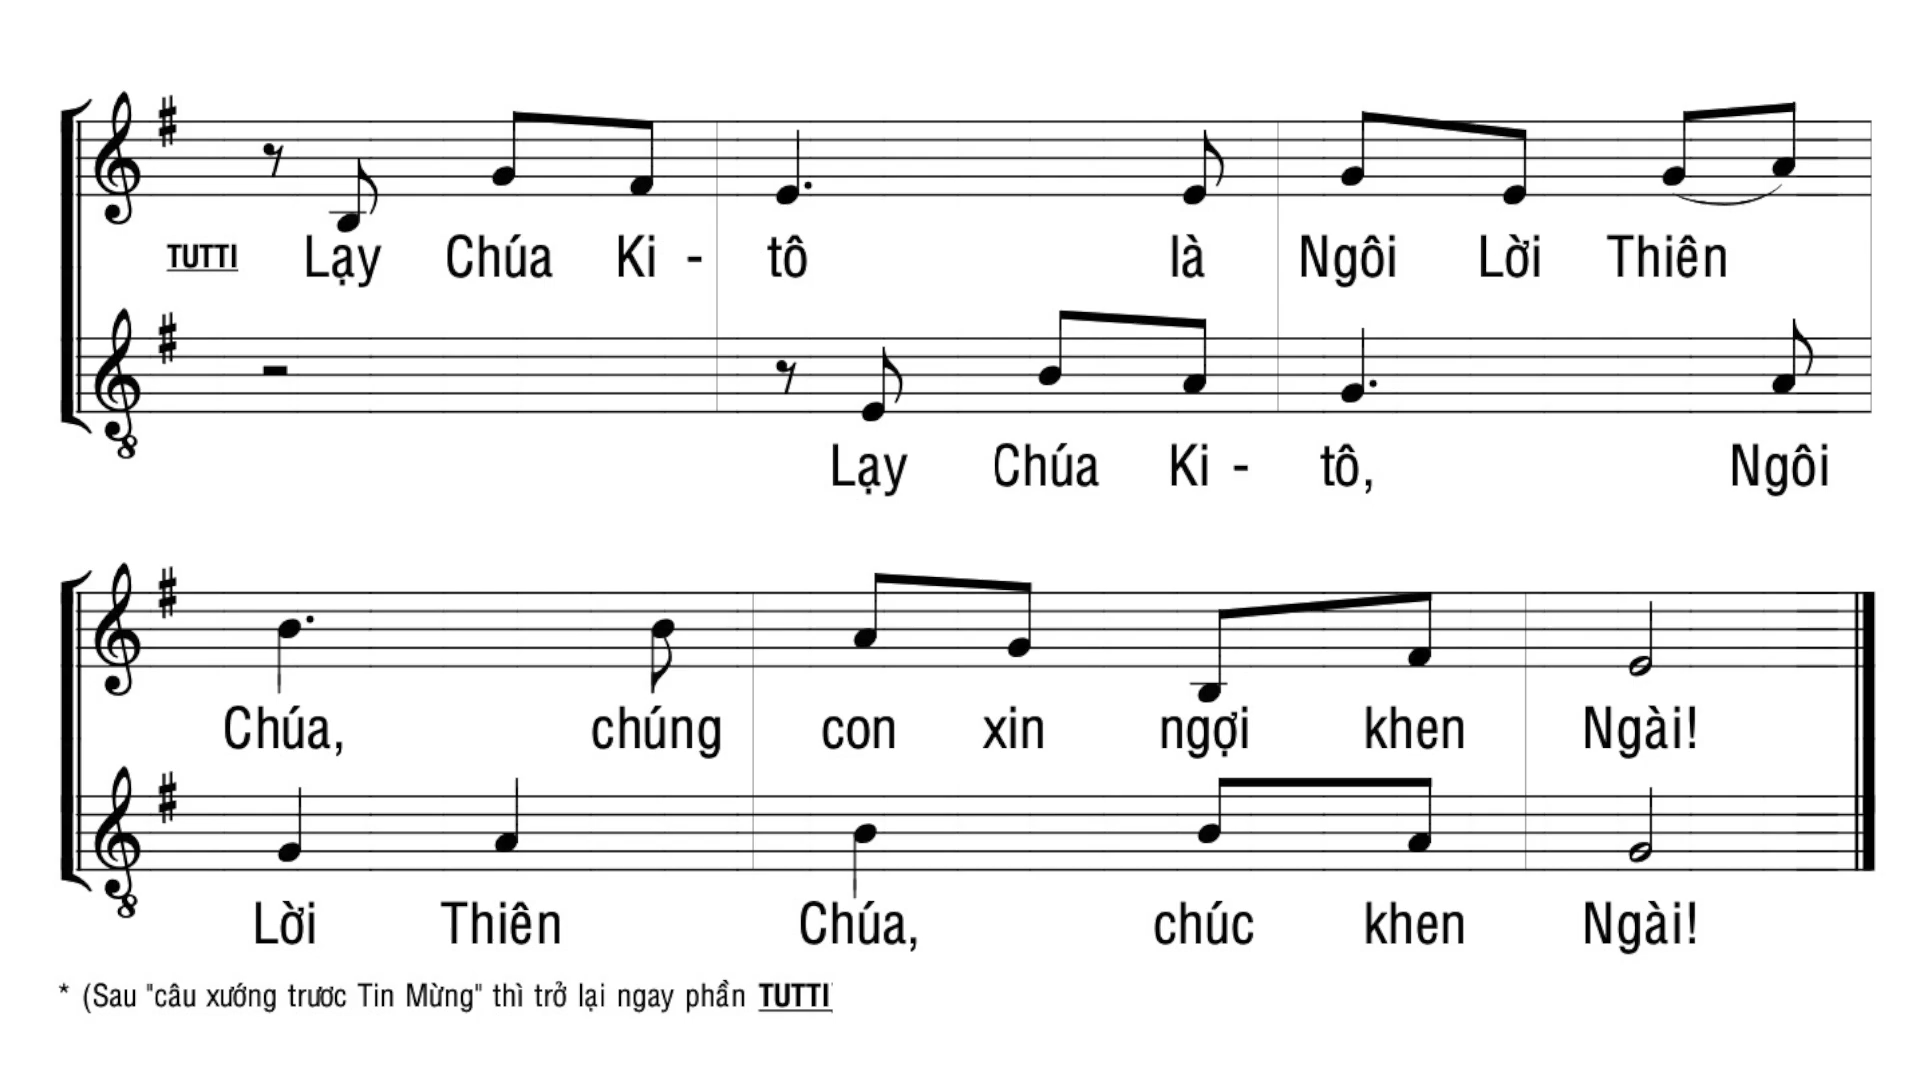 TUTTI Lạy Chúa Ki - tô là Ngôi Lời Thiên
Lạy Chúa Ki - tô, Ngôi
Chúa, chúng con xin ngợi khen Ngài!
Lời Thiên Chúa, chúc khen Ngài!
* (Sau "câu xướng trươc Tin Mừng" thì trở lại ngay phần TUTTI